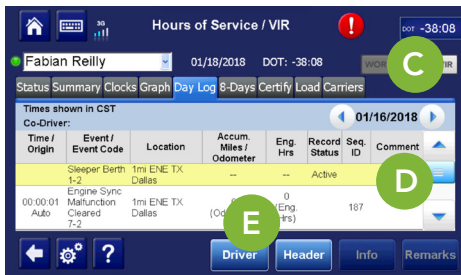 3G
Hours of Service / VIR
!
DOT -38:08
Fabian Reilly
01/18/2018 DOT: -38:08
C
Status Summary Clocks Graph Day Log 8-Days Certify Load Carriers
Times shown in CST
Co-Driver:
01/16/2018
Time / Origin
Event / Event Code
Location
Accum. Miles / Odometer
Eng. Hrs
Record Status
Seq. ID
Comment
Sleeper Berth 1-2
1mi ENE TX Dallas
--
--
Active
D
00:00:01 Auto
Engine Sync Malfunction Cleared 7-2
1mi ENE TX Dallas
0 (Eng. Hrs)
187
E
?
Driver
Header
Info
Remarks